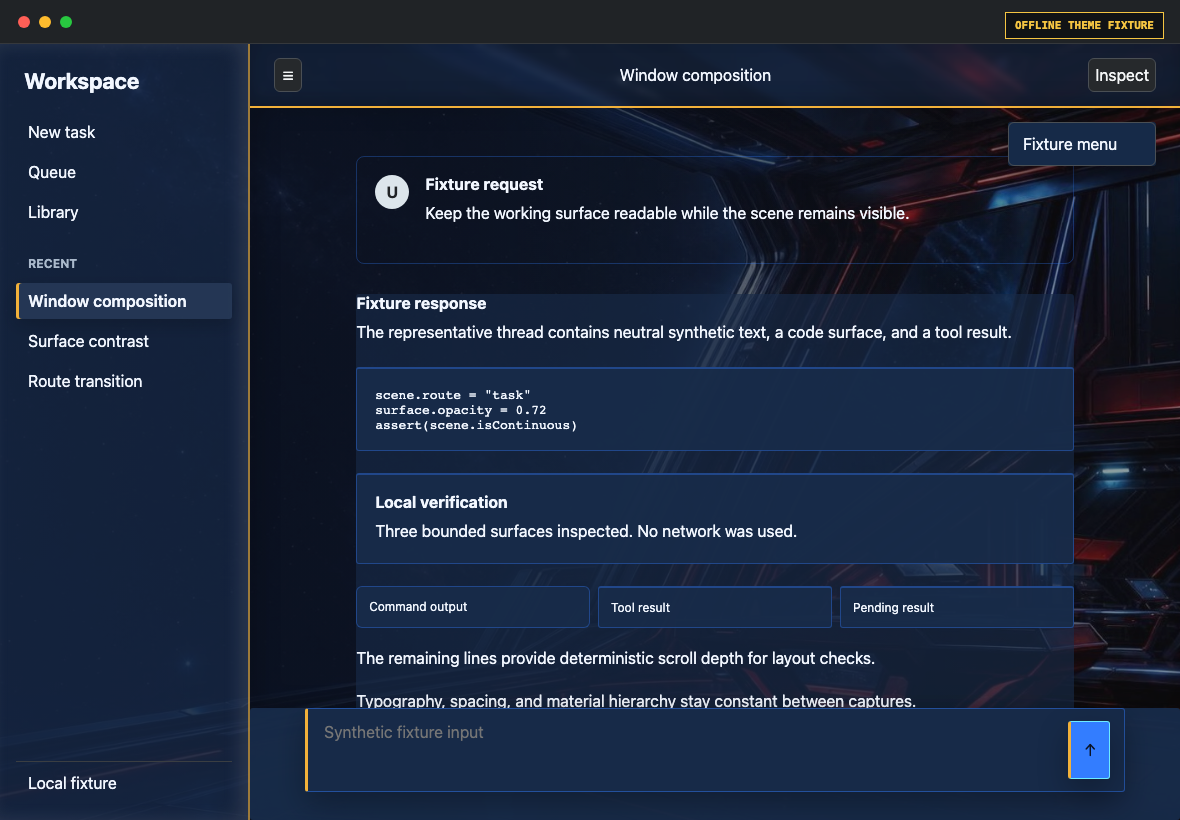 OFFLINE THEME FIXTURE
Workspace
New task
Queue
Library
RECENT
Window composition
Surface contrast
Route transition
Local fixture
Window composition
Inspect
Fixture menu
U
Fixture request
Keep the working surface readable while the scene remains visible.
Fixture response
The representative thread contains neutral synthetic text, a code surface, and a tool result.
scene.route = "task"
surface.opacity = 0.72
assert(scene.isContinuous)
Local verification
Three bounded surfaces inspected. No network was used.
Command output
Tool result
Pending result
The remaining lines provide deterministic scroll depth for layout checks.
Typography, spacing, and material hierarchy stay constant between captures.
Synthetic fixture input